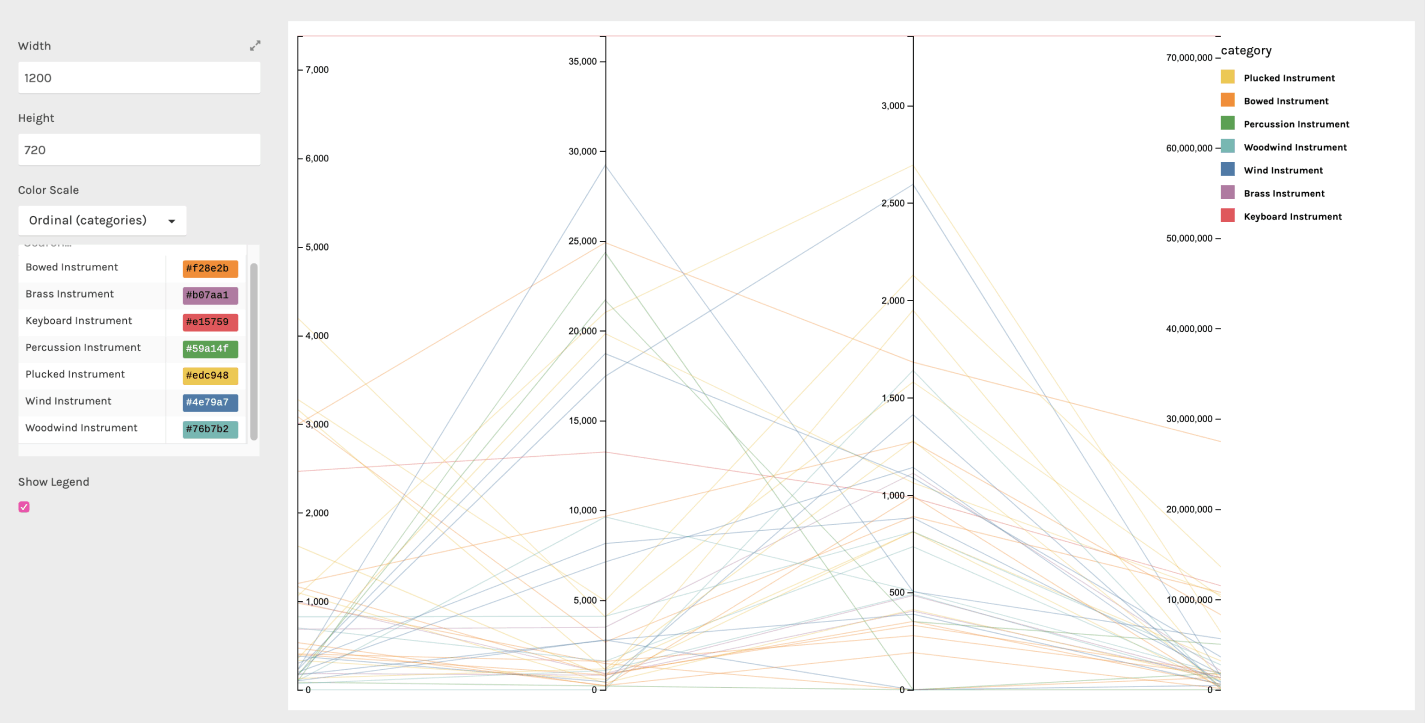 Width
1200
Height
720
Color Scale
Ordinal (categories)
Search...
Bowed Instrument #f28e2b
Brass Instrument #b07aa1
Keyboard Instrument #e15759
Percussion Instrument #59a14f
Plucked Instrument #edc948
Wind Instrument #4e79a7
Woodwind Instrument #76b7b2
Show Legend
7,000
6,000
5,000
4,000
3,000
2,000
1,000
0
35,000
30,000
25,000
20,000
15,000
10,000
5,000
0
3,000
2,500
2,000
1,500
1,000
500
0
70,000,000
60,000,000
50,000,000
40,000,000
30,000,000
20,000,000
10,000,000
0
category
Plucked Instrument
Bowed Instrument
Percussion Instrument
Woodwind Instrument
Wind Instrument
Brass Instrument
Keyboard Instrument